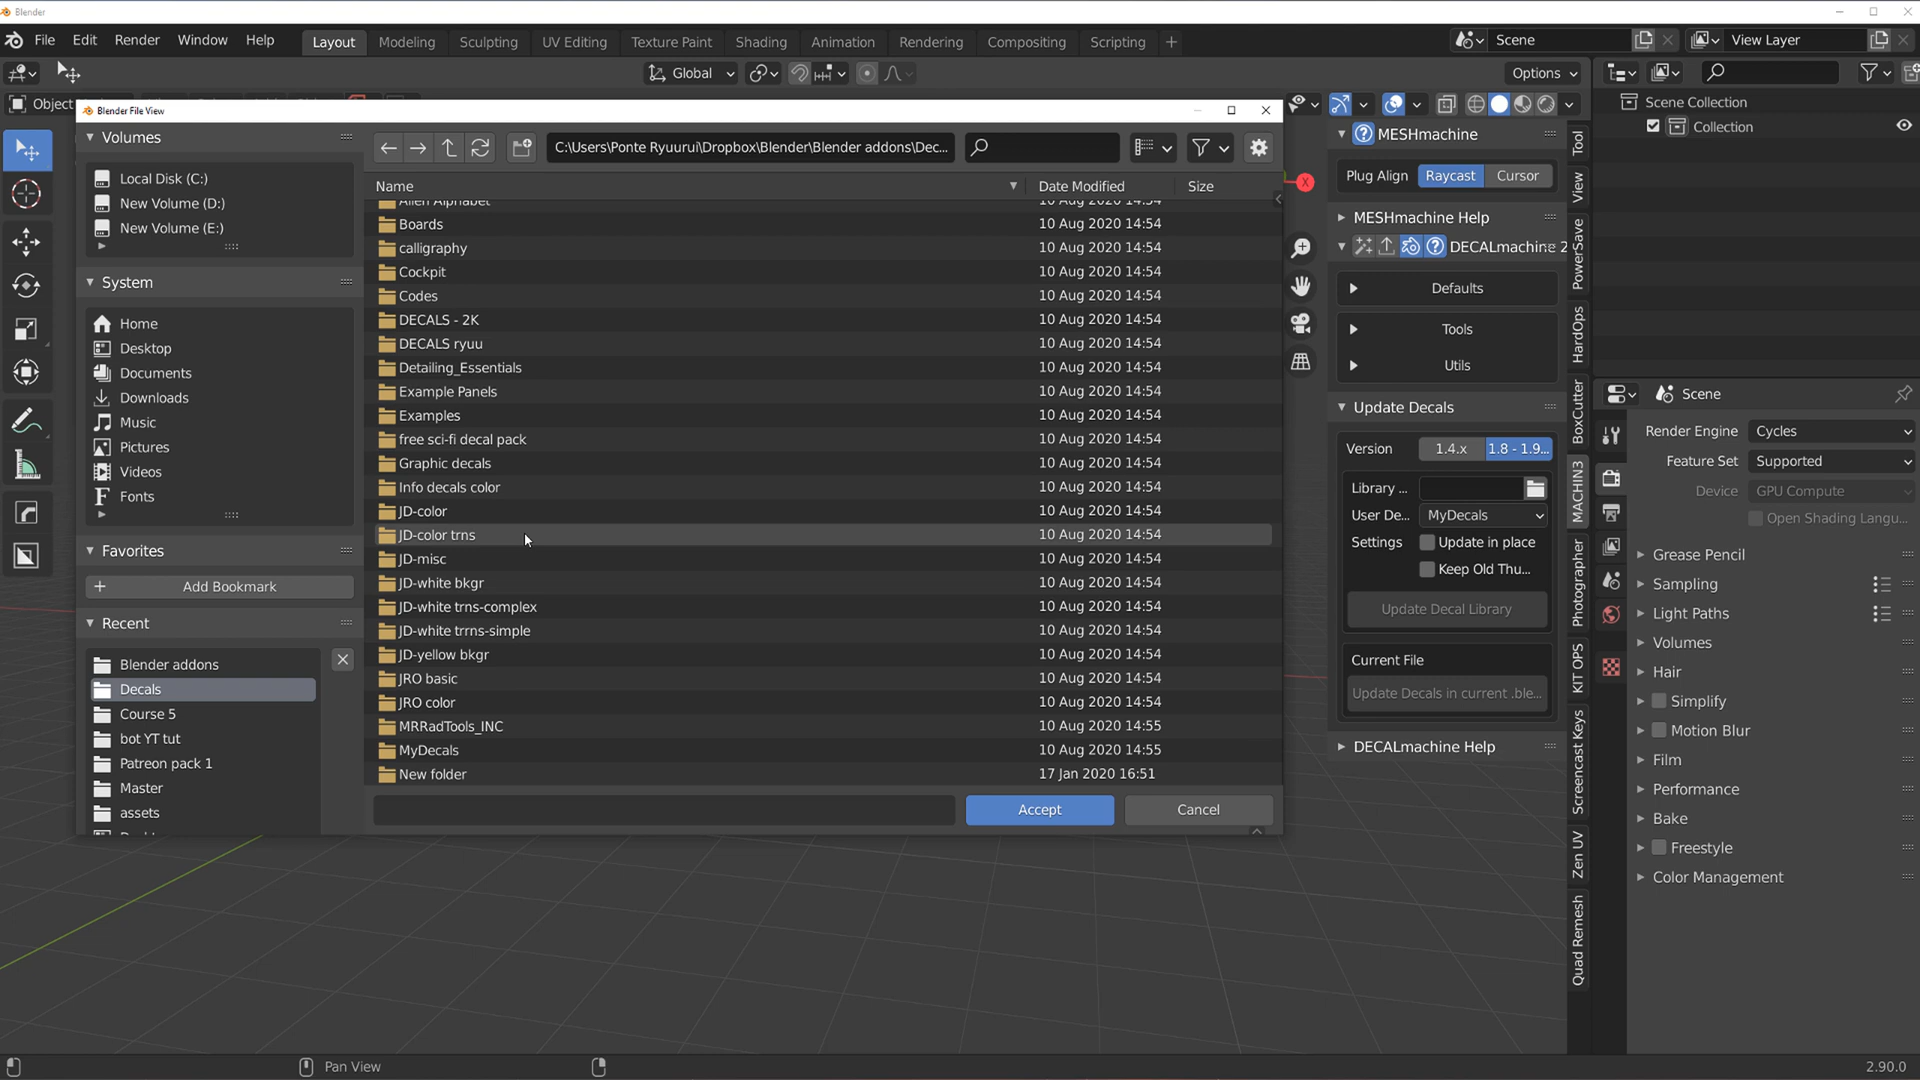 Blender
File Edit Render Window Help Layout Modeling Sculpting UV Editing Texture Paint Shading Animation Rendering Compositing Scripting + Scene View Layer
Global Options
Object
Blender File View
Volumes
Local Disk (C:)
New Volume (D:)
New Volume (E:)
System
Home
Desktop
Documents
Downloads
Music
Pictures
Videos
Fonts
Favorites
Add Bookmark
Recent
Blender addons
Decals
Course 5
bot YT tut
Patreon pack 1
Master
assets
C:\Users\Ponte Ryuurui\Dropbox\Blender\Blender addons\Dec...
Name Date Modified Size
Alien Alphabet 10 Aug 2020 14:54
Boards 10 Aug 2020 14:54
calligraphy 10 Aug 2020 14:54
Cockpit 10 Aug 2020 14:54
Codes 10 Aug 2020 14:54
DECALS - 2K 10 Aug 2020 14:54
DECALS ryuu 10 Aug 2020 14:54
Detailing_Essentials 10 Aug 2020 14:54
Example Panels 10 Aug 2020 14:54
Examples 10 Aug 2020 14:54
free sci-fi decal pack 10 Aug 2020 14:54
Graphic decals 10 Aug 2020 14:54
Info decals color 10 Aug 2020 14:54
JD-color 10 Aug 2020 14:54
JD-color trns 10 Aug 2020 14:54
JD-misc 10 Aug 2020 14:54
JD-white bkgr 10 Aug 2020 14:54
JD-white trns-complex 10 Aug 2020 14:54
JD-white trrns-simple 10 Aug 2020 14:54
JD-yellow bkgr 10 Aug 2020 14:54
JRO basic 10 Aug 2020 14:54
JRO color 10 Aug 2020 14:54
MRRadTools_INC 10 Aug 2020 14:55
MyDecals 10 Aug 2020 14:55
New folder 17 Jan 2020 16:51
Accept Cancel
X
MESHmachine
Plug Align Raycast Cursor
MESHmachine Help
DECALmachine 2
Defaults
Tools
Utils
Update Decals
Version 1.4.x 1.8 - 1.9...
Library ...
User De... MyDecals
Settings Update in place
Keep Old Thu...
Update Decal Library
Current File
Update Decals in current .ble...
DECALmachine Help
Tool
View
PowerSave
HardOps
BoxCutter
MACHIN3
Photographer
KIT OPS
Screencast Keys
Zen UV
Quad Remesh
Scene Collection
Collection
Scene
Render Engine Cycles
Feature Set Supported
Device GPU Compute
Open Shading Langu...
Grease Pencil
Sampling
Light Paths
Volumes
Hair
Simplify
Motion Blur
Film
Performance
Bake
Freestyle
Color Management
Pan View 2.90.0